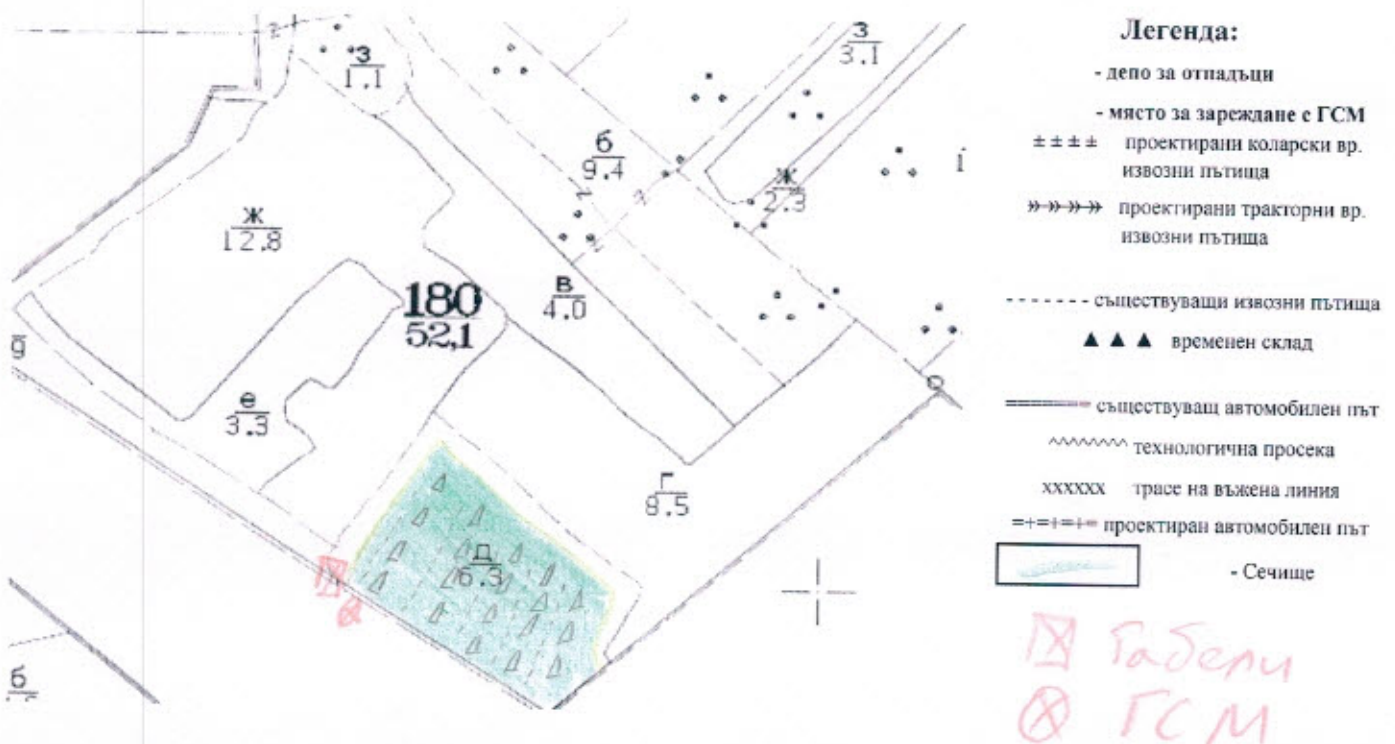 з
1.1
з
3.1
б
9.4
ж
2.3
ж
12.8
180
52,1
в
4.0
е
3.3
г
8.5
д
6.3
б
Легенда:
- депо за отпадъци
- място за зареждане с ГСМ
± ± ± ± проектирани коларски вр.
извозни пътища
проектирани тракторни вр.
извозни пътища
- - - - - - - съществуващи извозни пътища
▲ ▲ ▲ временен склад
съществуващ автомобилен път
технологична просека
xxxxxx трасе на въжена линия
=+=+=+= проектиран автомобилен път
- Сечище
Табели
ГСМ